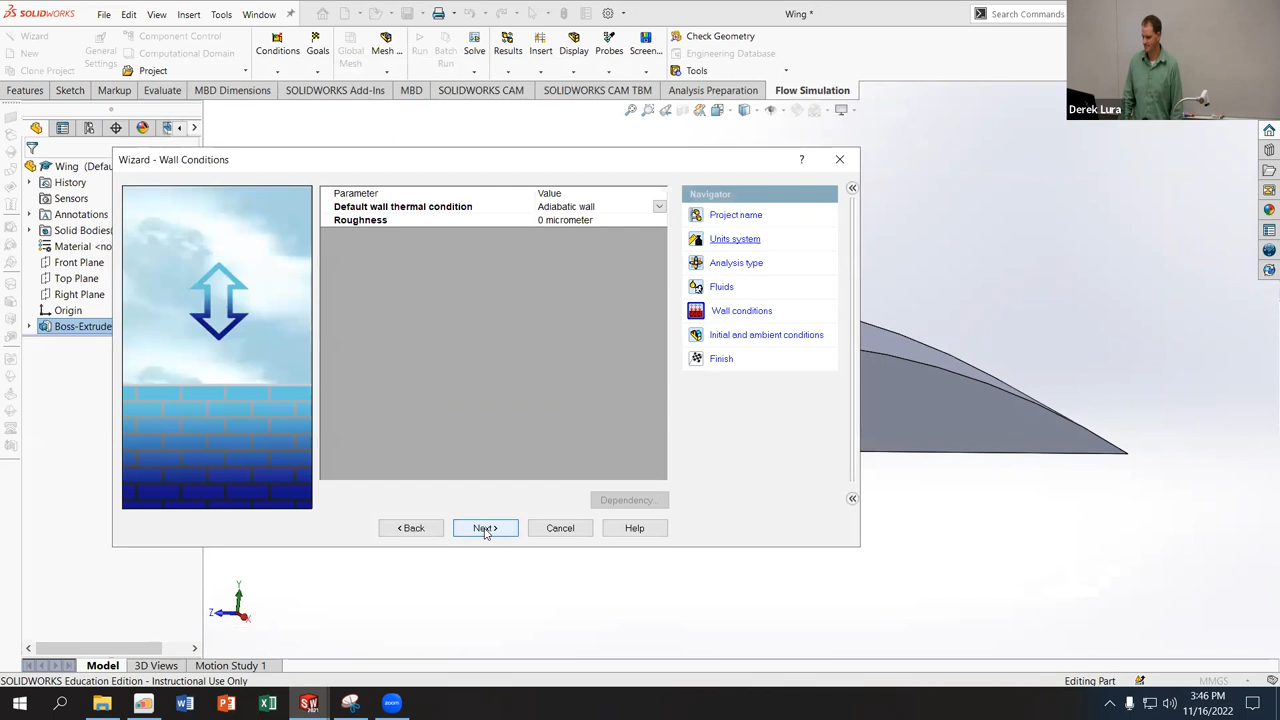 SOLIDWORKS File Edit View Insert Tools Window Wing * Search Commands
Wizard
New
Clone Project
General Settings
Component Control
Computational Domain
Project
Conditions
Goals
Global Mesh
Mesh ...
Run
Batch Run
Solve
Results
Insert
Display
Probes
Screen...
Check Geometry
Engineering Database
Tools
Features Sketch Markup Evaluate MBD Dimensions SOLIDWORKS Add-Ins MBD SOLIDWORKS CAM SOLIDWORKS CAM TBM Analysis Preparation Flow Simulation
Derek Lura
Wing (Defau
History
Sensors
Annotations
Solid Bodies(
Material <no
Front Plane
Top Plane
Right Plane
Origin
Boss-Extrude
Wizard - Wall Conditions ?
Parameter Value
Default wall thermal condition Adiabatic wall
Roughness 0 micrometer
Dependency...
< Back Next > Cancel Help
Navigator
Project name
Units system
Analysis type
Fluids
Wall conditions
Initial and ambient conditions
Finish
Y
Z
X
Model 3D Views Motion Study 1
SOLIDWORKS Education Edition - Instructional Use Only Editing Part MMGS
3:46 PM
11/16/2022